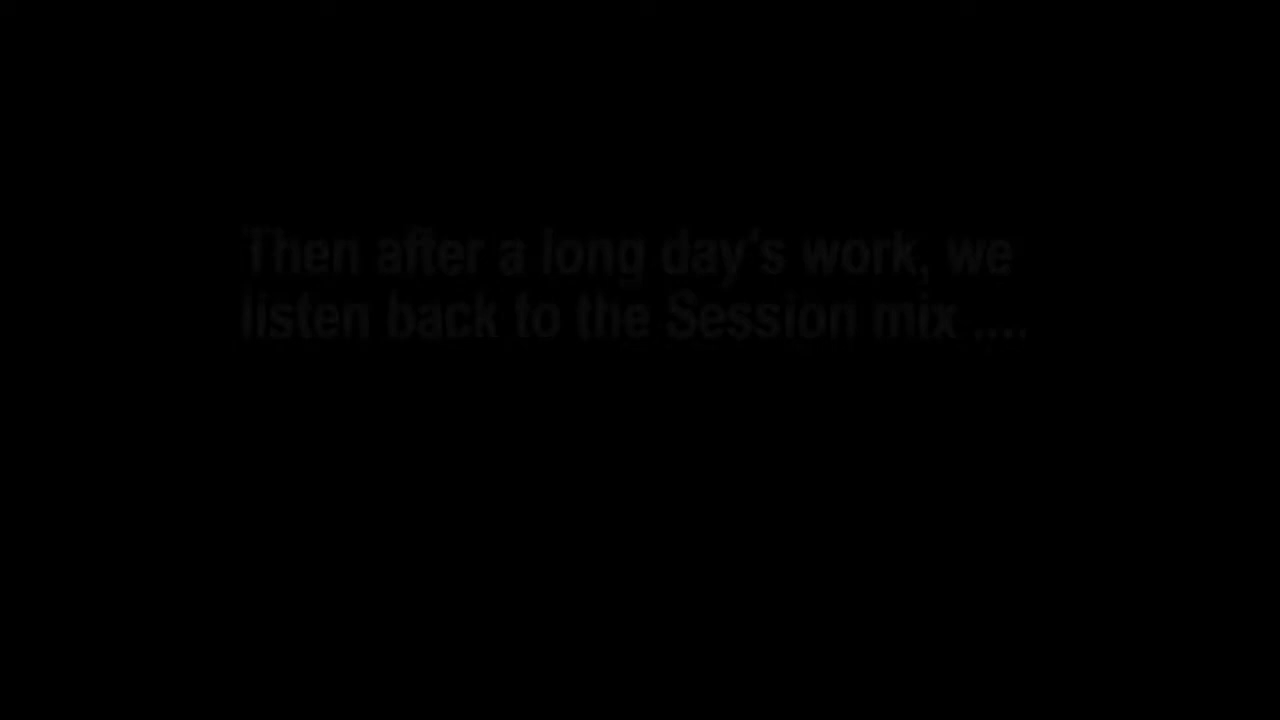 Then after a long day's work, we
listen back to the Session mix ....